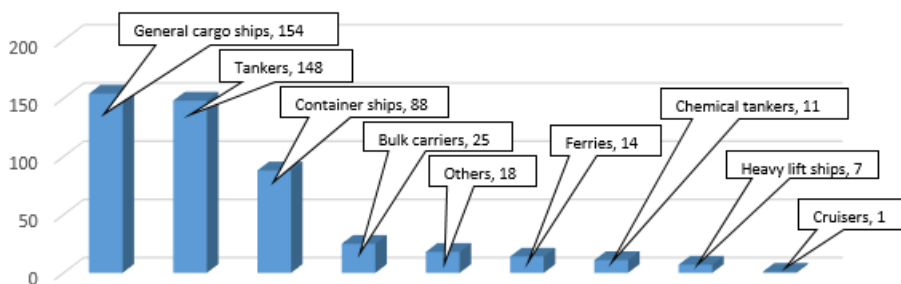 General cargo ships, 154
Tankers, 148
Container ships, 88
Bulk carriers, 25
Others, 18
Ferries, 14
Chemical tankers, 11
Heavy lift ships, 7
Cruisers, 1
200
150
100
50
0